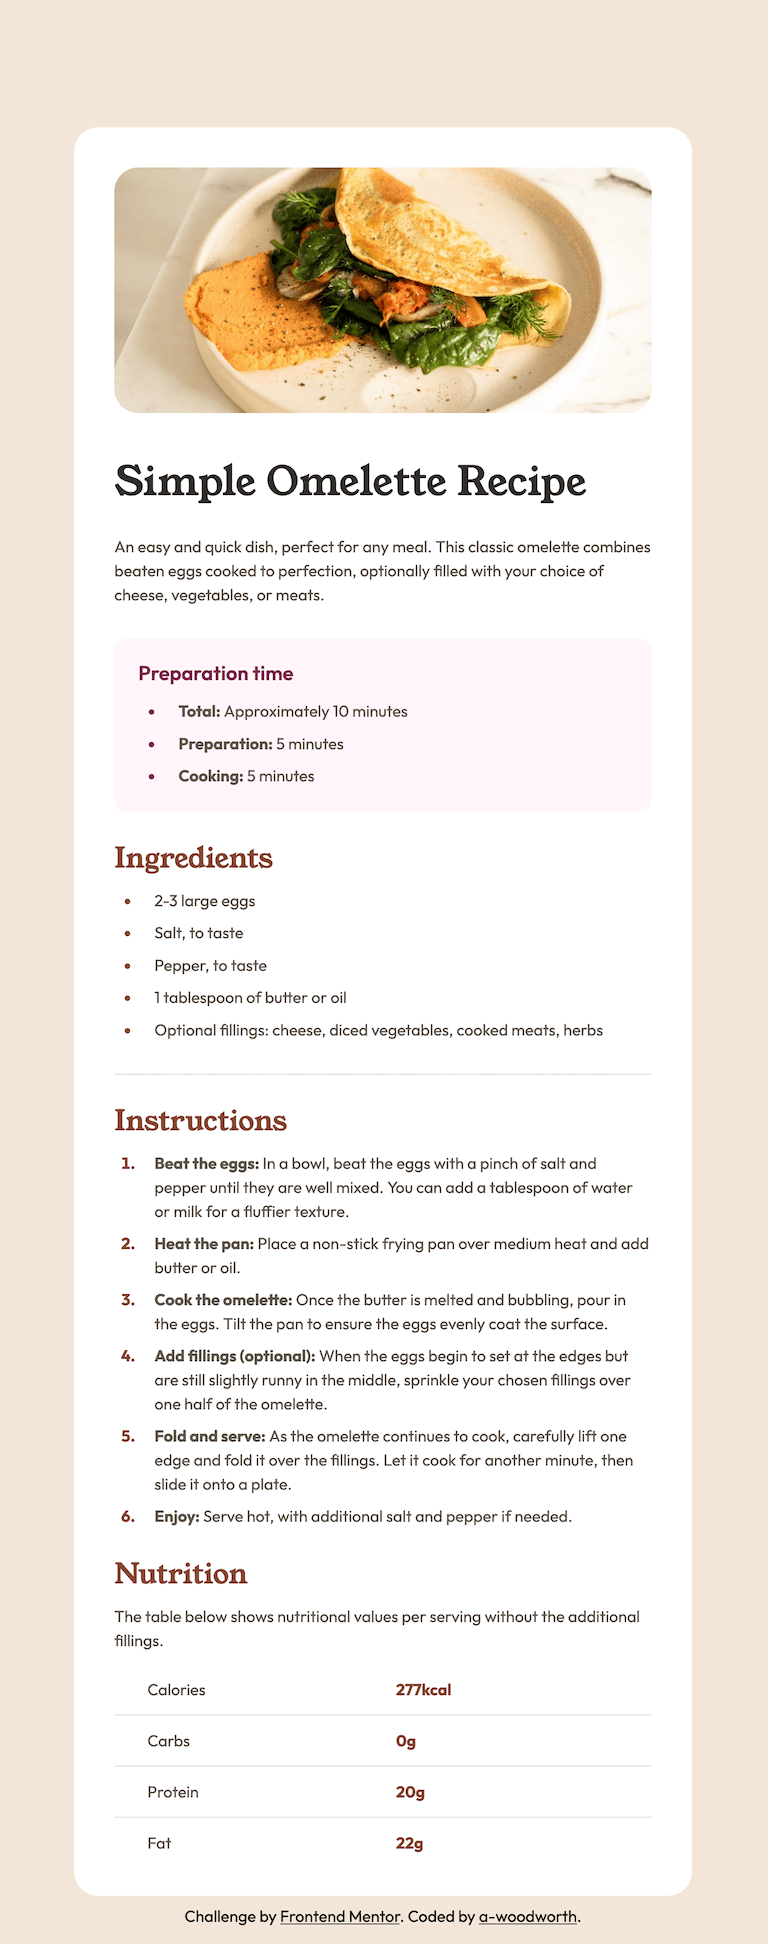 Simple Omelette Recipe
An easy and quick dish, perfect for any meal. This classic omelette combines
beaten eggs cooked to perfection, optionally filled with your choice of
cheese, vegetables, or meats.
Preparation time
• Total: Approximately 10 minutes
• Preparation: 5 minutes
• Cooking: 5 minutes
Ingredients
• 2-3 large eggs
• Salt, to taste
• Pepper, to taste
• 1 tablespoon of butter or oil
• Optional fillings: cheese, diced vegetables, cooked meats, herbs
Instructions
1. Beat the eggs: In a bowl, beat the eggs with a pinch of salt and
pepper until they are well mixed. You can add a tablespoon of water
or milk for a fluffier texture.
2. Heat the pan: Place a non-stick frying pan over medium heat and add
butter or oil.
3. Cook the omelette: Once the butter is melted and bubbling, pour in
the eggs. Tilt the pan to ensure the eggs evenly coat the surface.
4. Add fillings (optional): When the eggs begin to set at the edges but
are still slightly runny in the middle, sprinkle your chosen fillings over
one half of the omelette.
5. Fold and serve: As the omelette continues to cook, carefully lift one
edge and fold it over the fillings. Let it cook for another minute, then
slide it onto a plate.
6. Enjoy: Serve hot, with additional salt and pepper if needed.
Nutrition
The table below shows nutritional values per serving without the additional
fillings.
Calories 277kcal
Carbs 0g
Protein 20g
Fat 22g
Challenge by Frontend Mentor. Coded by a-woodworth.